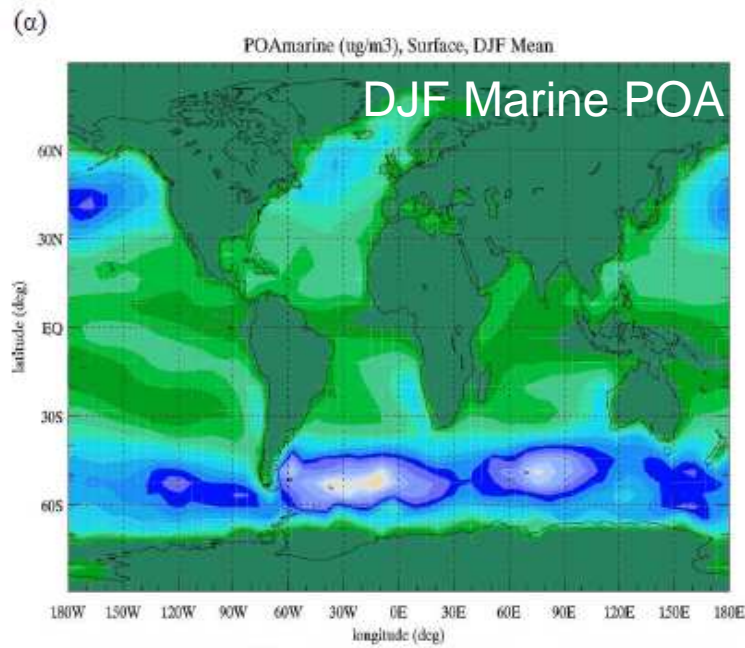 (α)
POAmarine (ug/m3), Surface, DJF Mean
DJF Marine POA
60N
30N
EQ
30S
60S
latitude (deg)
180W 150W 120W 90W 60W 30W 0E 30E 60E 90E 120E 150E 180E
longitude (deg)